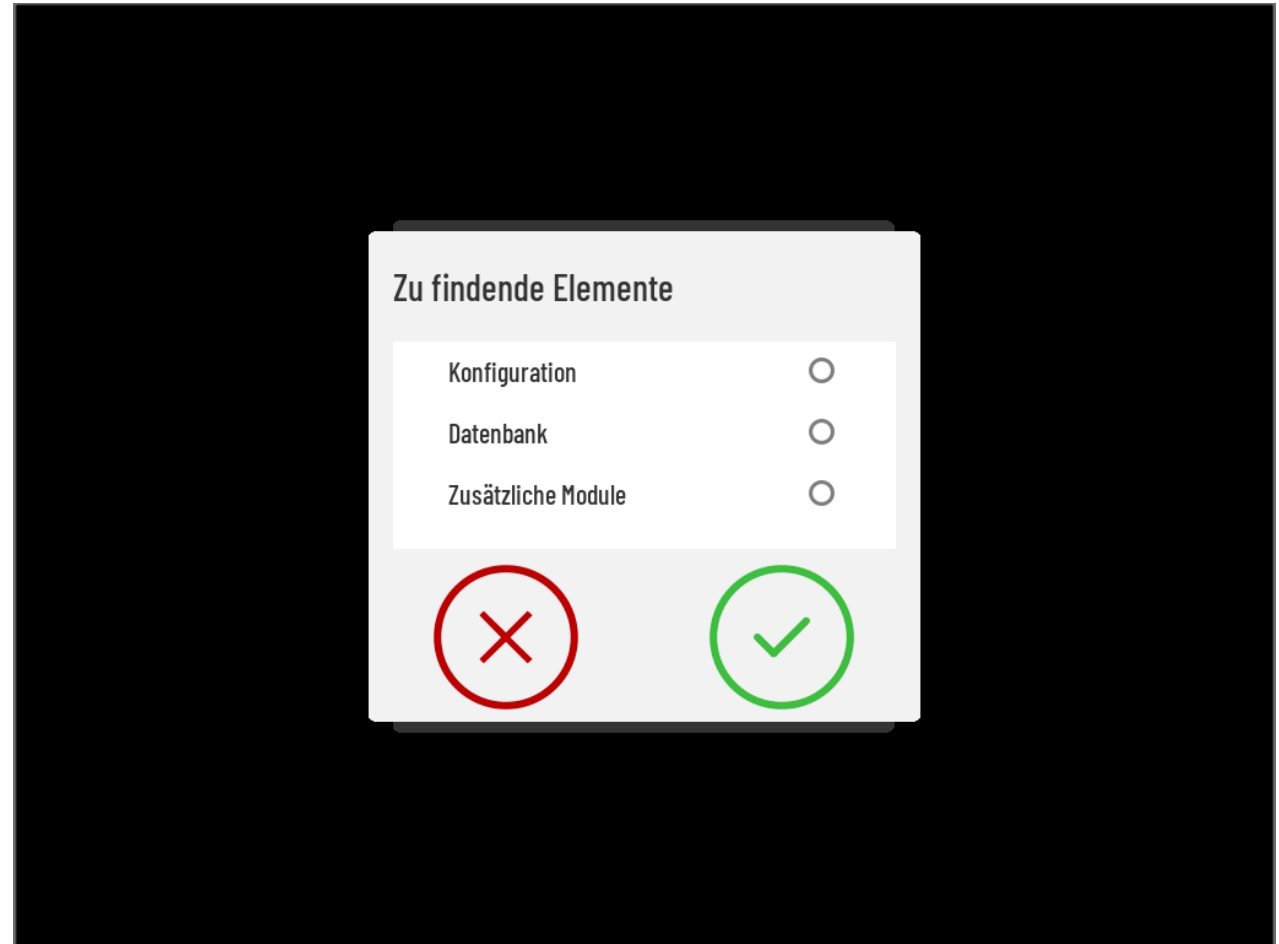 Zu findende Elemente
Konfiguration
Datenbank
Zusätzliche Module